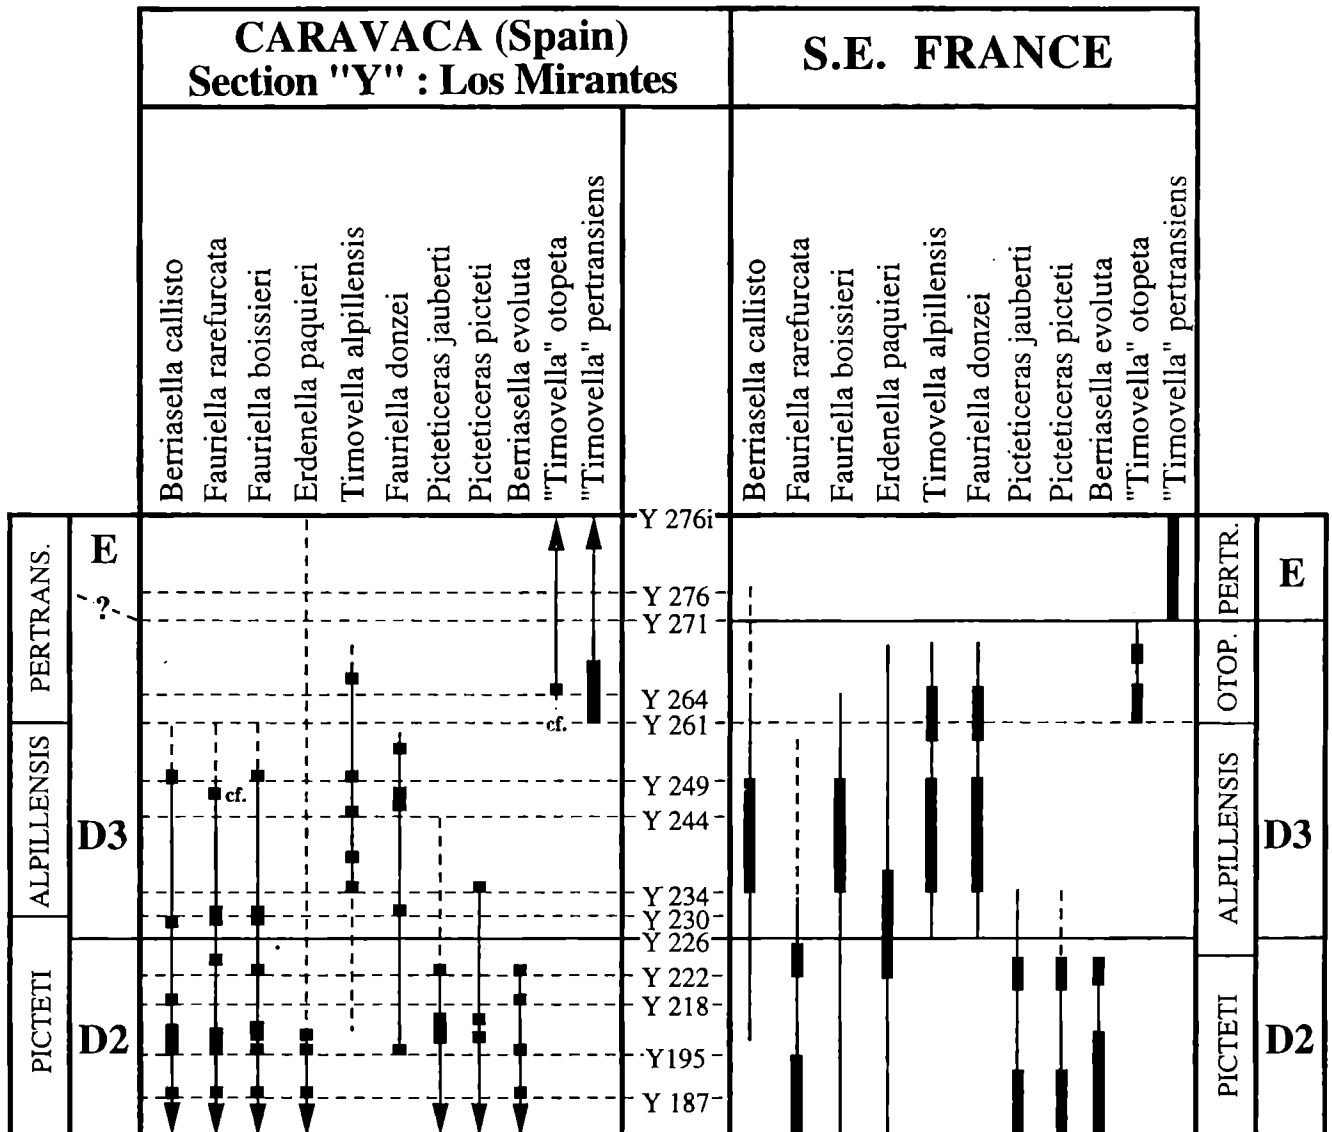 CARAVACA (Spain)
Section "Y" : Los Mirantes
S.E. FRANCE
Berriasella callisto
Fauriella rarefurcata
Fauriella boissieri
Erdenella paquieri
Tirnovella alpillensis
Fauriella donzei
Picteticeras jauberti
Picteticeras picteti
Berriasella evoluta
"Tirnovella" otopeta
"Tirnovella" pertransiens
Berriasella callisto
Fauriella rarefurcata
Fauriella boissieri
Erdenella paquieri
Tirnovella alpillensis
Fauriella donzei
Picteticeras jauberti
Picteticeras picteti
Berriasella evoluta
"Tirnovella" otopeta
"Tirnovella" pertransiens
PERTRANS.
ALPILLENSIS
PICTETI
E
?
D3
D2
cf.
cf.
Y 276i
Y 276
Y 271
Y 264
Y 261
Y 249
Y 244
Y 234
Y 230
Y 226
Y 222
Y 218
Y195
Y 187
PERTR.
OTOP.
ALPILLENSIS
PICTETI
E
D3
D2